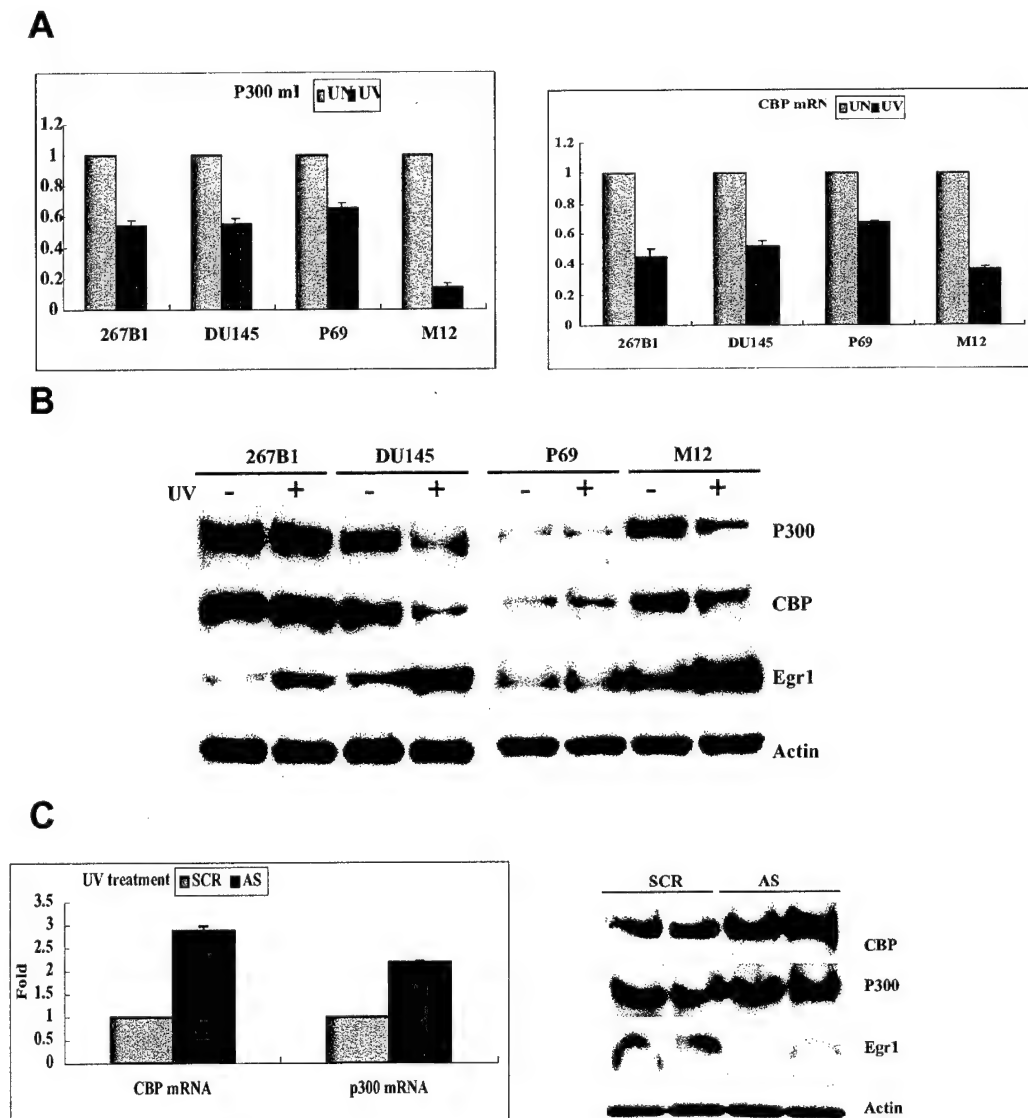 A
P300 mI UN UV
1.2
1
0.8
0.6
0.4
0.2
0
267B1 DU145 P69 M12
CBP mRN UN UV
1.2
1
0.8
0.6
0.4
0.2
0
267B1 DU145 P69 M12
B
267B1 DU145 P69 M12
UV - + - + - + - +
P300
CBP
Egr1
Actin
C
UV treatment SCR AS
3.5
3
2.5
2
1.5
1
0.5
0
Fold
CBP mRNA p300 mRNA
SCR AS
CBP
P300
Egr1
Actin